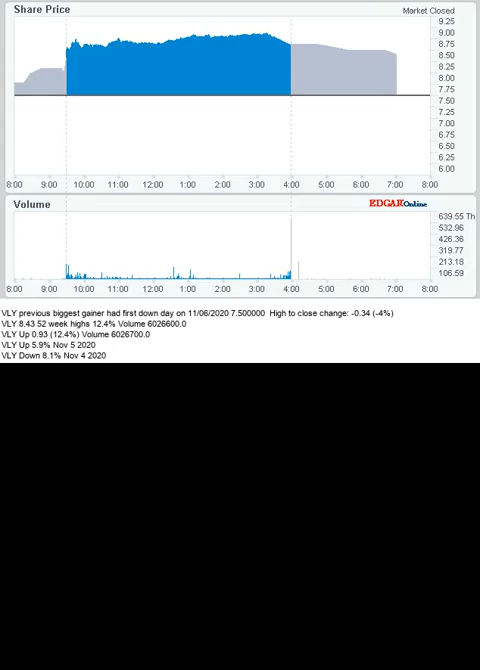 Share Price
Market Closed
9.25
9.00
8.75
8.50
8.25
8.00
7.75
7.50
7.25
7.00
6.75
6.50
6.25
6.00
8:00 9:00 10:00 11:00 12:00 1:00 2:00 3:00 4:00 5:00 6:00 7:00 8:00
Volume
EDGAR Online
639.55 Th
532.96
426.36
319.77
213.18
106.59
8:00 9:00 10:00 11:00 12:00 1:00 2:00 3:00 4:00 5:00 6:00 7:00 8:00
VLY previous biggest gainer had first down day on 11/06/2020 7.500000 High to close change: -0.34 (-4%)
VLY 8.43 52 week highs 12.4% Volume 6026600.0
VLY Up 0.93 (12.4%) Volume 6026700.0
VLY Up 5.9% Nov 5 2020
VLY Down 8.1% Nov 4 2020